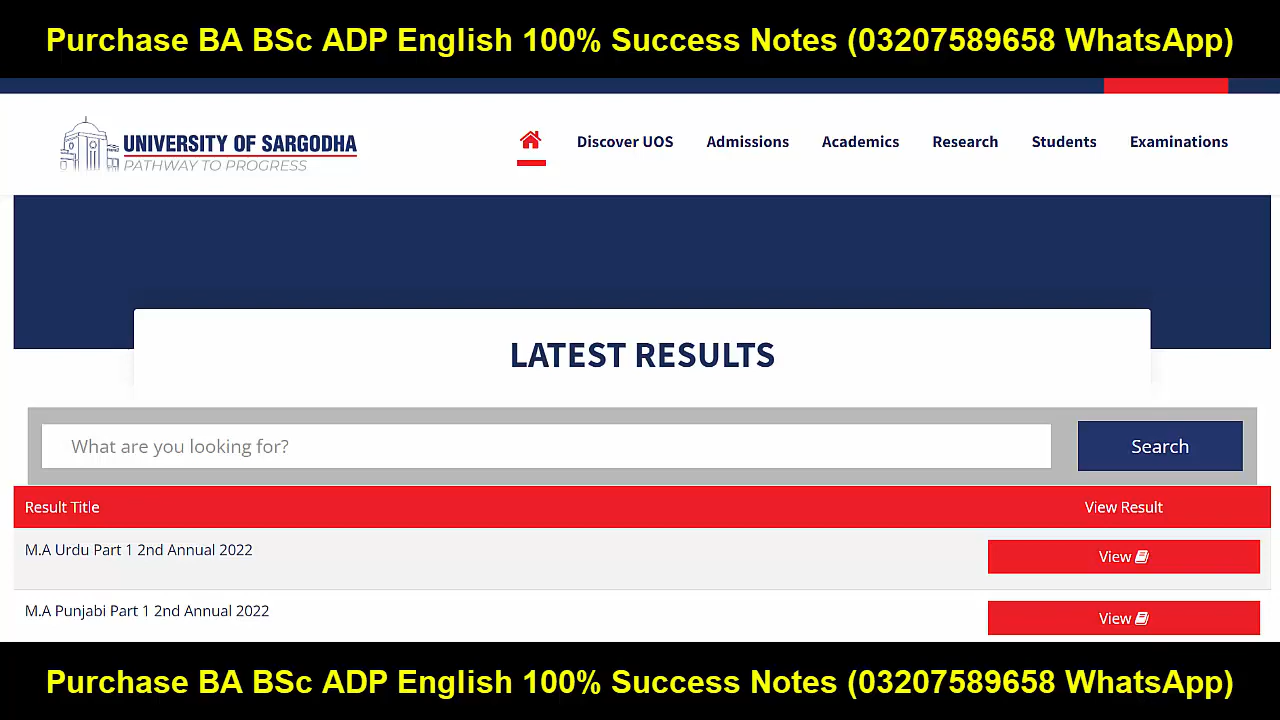 Purchase BA BSc ADP English 100% Success Notes (03207589658 WhatsApp)
UNIVERSITY OF SARGODHA
PATHWAY TO PROGRESS
Discover UOS Admissions Academics Research Students Examinations
LATEST RESULTS
What are you looking for? Search
Result Title View Result
M.A Urdu Part 1 2nd Annual 2022 View
M.A Punjabi Part 1 2nd Annual 2022 View
Purchase BA BSc ADP English 100% Success Notes (03207589658 WhatsApp)